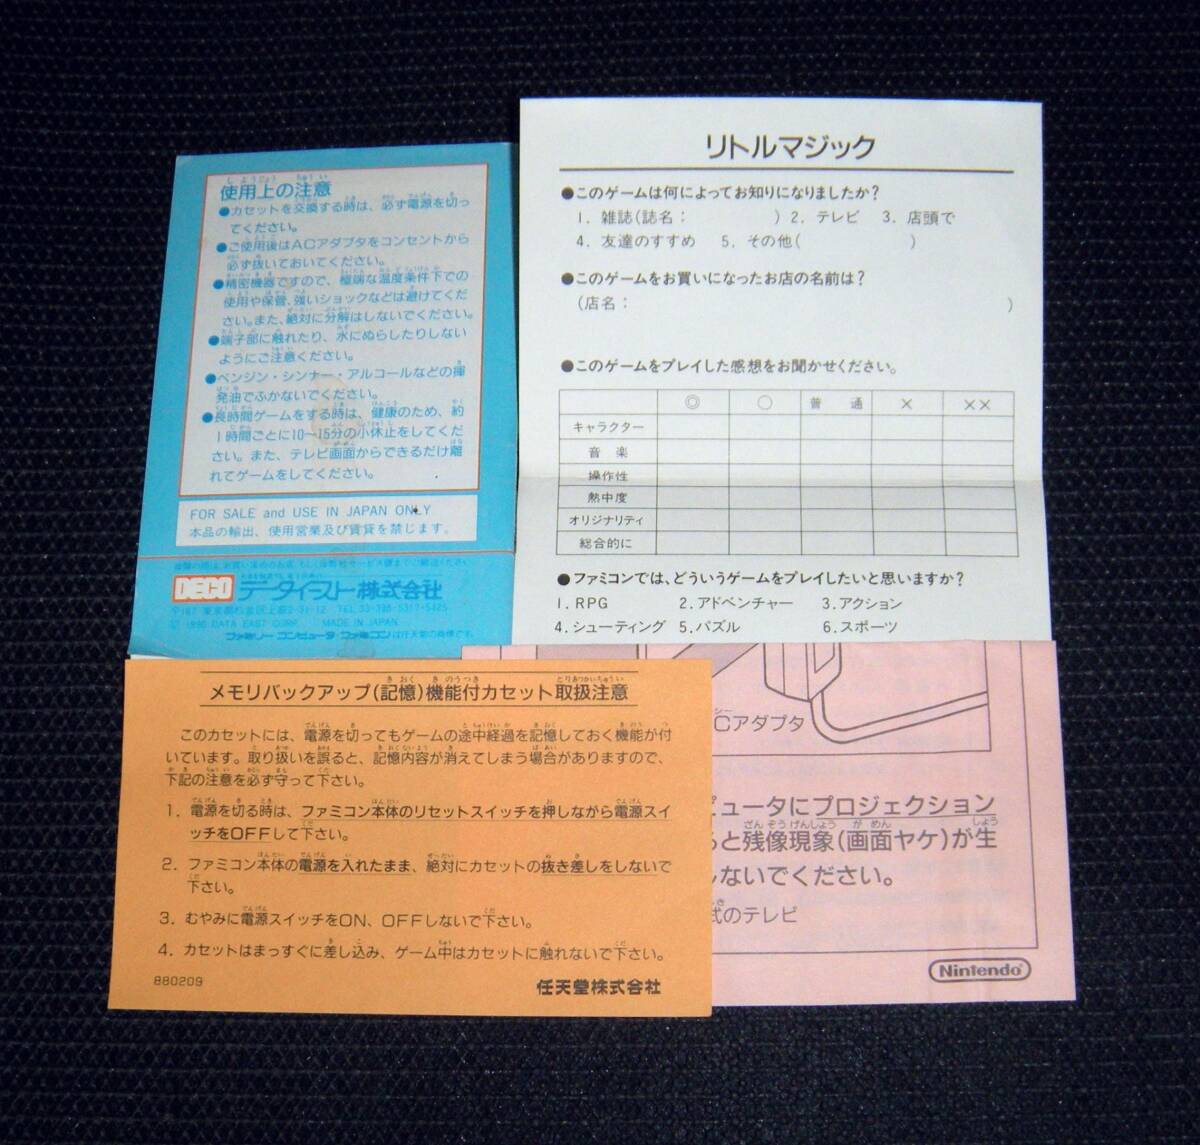 使用上の注意
●カセットを交換する時は、必ず電源を切っ
てください。
●ご使用後はACアダプタをコンセントから
必ず抜いておいてください。
●精密機器ですので、極端な温度条件下での
使用や保管、強いショックなどは避けてくだ
さい。また、絶対に分解はしないでください。
●端子部に触れたり、水にぬらしたりしない
ようにご注意ください。
●ベンジン・シンナー・アルコールなどの揮
発油でふかないでください。
●長時間ゲームをする時は、健康のため、約
1時間ごとに10〜15分の小休止をしてくだ
さい。また、テレビ画面からできるだけ離
れてゲームをしてください。
FOR SALE and USE IN JAPAN ONLY
本品の輸出、使用営業及び賃貸を禁じます。
DECO データイースト株式会社
© 1990 DATA EAST CORP. MADE IN JAPAN
ファミリーコンピュータ・ファミコンは任天堂の商標です。
リトルマジック
●このゲームは何によってお知りになりましたか？
1．雑誌(誌名： ) 2．テレビ 3．店頭で
4．友達のすすめ 5．その他( )
●このゲームをお買いになったお店の名前は？
(店名： )
●このゲームをプレイした感想をお聞かせください。
◎ ○ 普通 × ××
キャラクター
音楽
操作性
熱中度
オリジナリティ
総合的に
●ファミコンでは、どういうゲームをプレイしたいと思いますか？
1．RPG 2．アドベンチャー 3．アクション
4．シューティング 5．パズル 6．スポーツ
メモリバックアップ(記憶)機能付カセット取扱注意
このカセットには、電源を切ってもゲームの途中経過を記憶しておく機能が付
いています。取り扱いを誤ると、記憶内容が消えてしまう場合がありますので、
下記の注意を必ず守って下さい。
1．電源を切る時は、ファミコン本体のリセットスイッチを押しながら電源スイ
ッチをOFFして下さい。
2．ファミコン本体の電源を入れたまま、絶対にカセットの抜き差しをしないで
下さい。
3．むやみに電源スイッチをON、OFFしないで下さい。
4．カセットはまっすぐに差し込み、ゲーム中はカセットに触れないで下さい。
880209
任天堂株式会社
Cアダプタ
ピュータにプロジェクション
ると残像現象(画面ヤケ)が生
しないでください。
式のテレビ
Nintendo